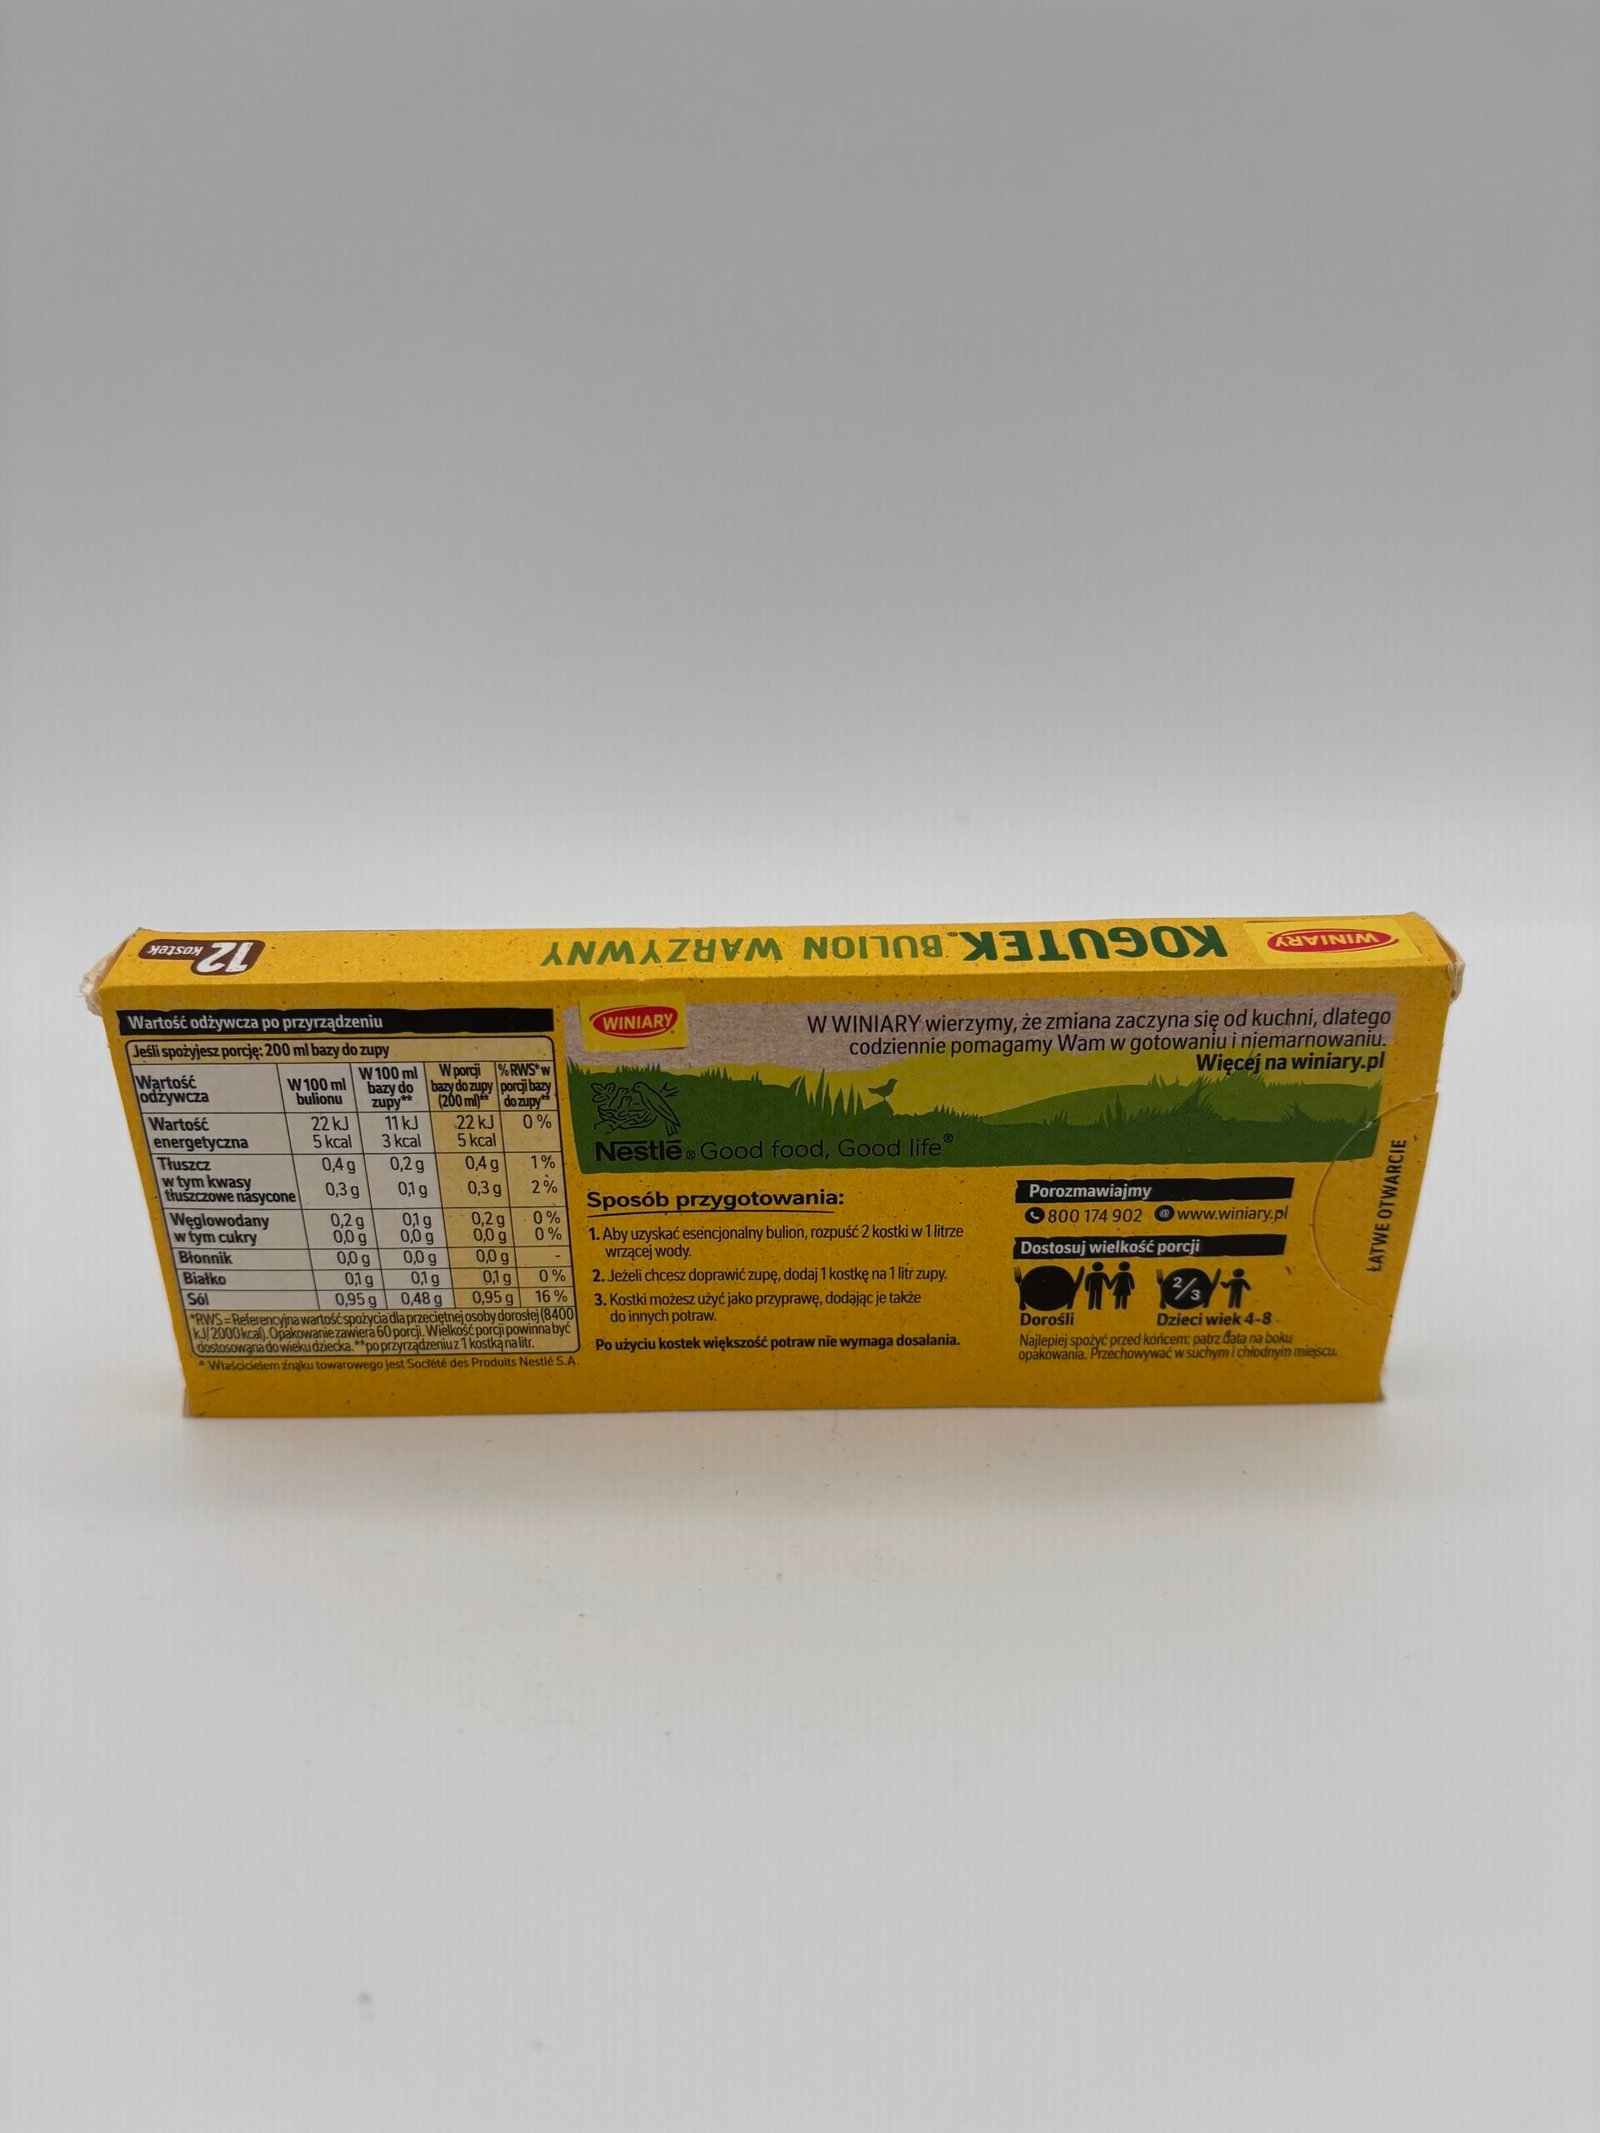 WINIARY
KOGUTEK® BULION WARZYWNY
12 KOSTEK
Wartość odżywcza po przyrządzeniu
Jeśli spożyjesz porcję: 200 ml bazy do zupy
Wartość odżywcza | W 100 ml bulionu | W 100 ml bazy do zupy** | W porcji bazy do zupy (200 ml)** | % RWS* w porcji bazy do zupy**
Wartość energetyczna | 22 kJ 5 kcal | 11 kJ 3 kcal | 22 kJ 5 kcal | 0 %
Tłuszcz | 0,4 g | 0,2 g | 0,4 g | 1 %
w tym kwasy tłuszczowe nasycone | 0,3 g | 0,1 g | 0,3 g | 2 %
Węglowodany | 0,2 g | 0,1 g | 0,2 g | 0 %
w tym cukry | 0,0 g | 0,0 g | 0,0 g | 0 %
Błonnik | 0,0 g | 0,0 g | 0,0 g | -
Białko | 0,1 g | 0,1 g | 0,1 g | 0 %
Sól | 0,95 g | 0,48 g | 0,95 g | 16 %
*RWS = Referencyjna wartość spożycia dla przeciętnej osoby dorosłej (8400
kJ/2000 kcal). Opakowanie zawiera 60 porcji. Wielkość porcji powinna być
dostosowana do wieku dziecka. **po przyrządzeniu z 1 kostką na litr.
® Właścicielem znaku towarowego jest Société des Produits Nestlé S.A.
WINIARY
W WINIARY wierzymy, że zmiana zaczyna się od kuchni, dlatego
codziennie pomagamy Wam w gotowaniu i niemarnowaniu.
Więcej na winiary.pl
Nestlé® Good food, Good life®
Sposób przygotowania:
1. Aby uzyskać esencjonalny bulion, rozpuść 2 kostki w 1 litrze
wrzącej wody.
2. Jeżeli chcesz doprawić zupę, dodaj 1 kostkę na 1 litr zupy.
3. Kostki możesz użyć jako przyprawę, dodając je także
do innych potraw.
Po użyciu kostek większość potraw nie wymaga dosalania.
Porozmawiajmy
800 174 902 @ www.winiary.pl
Dostosuj wielkość porcji
2/3
Dorośli Dzieci wiek 4-8
Najlepiej spożyć przed końcem: patrz data na boku
opakowania. Przechowywać w suchym i chłodnym miejscu.
ŁATWE OTWARCIE